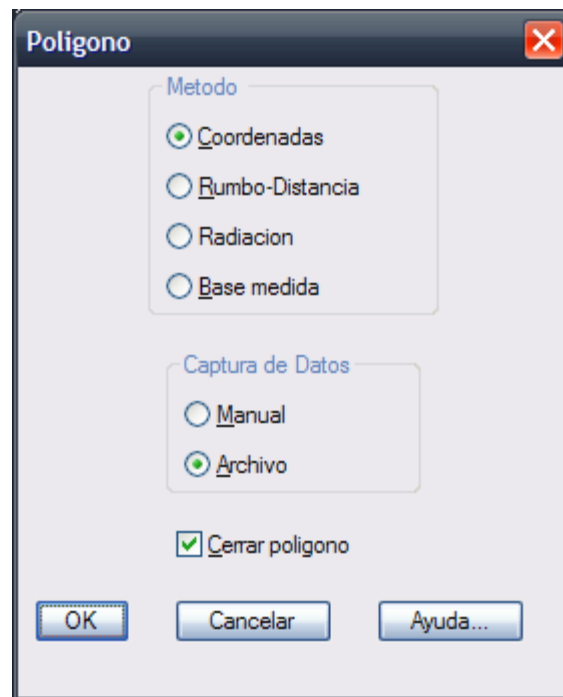 Poligono
Metodo
Coordenadas
Rumbo-Distancia
Radiacion
Base medida
Captura de Datos
Manual
Archivo
Cerrar poligono
OK Cancelar Ayuda...